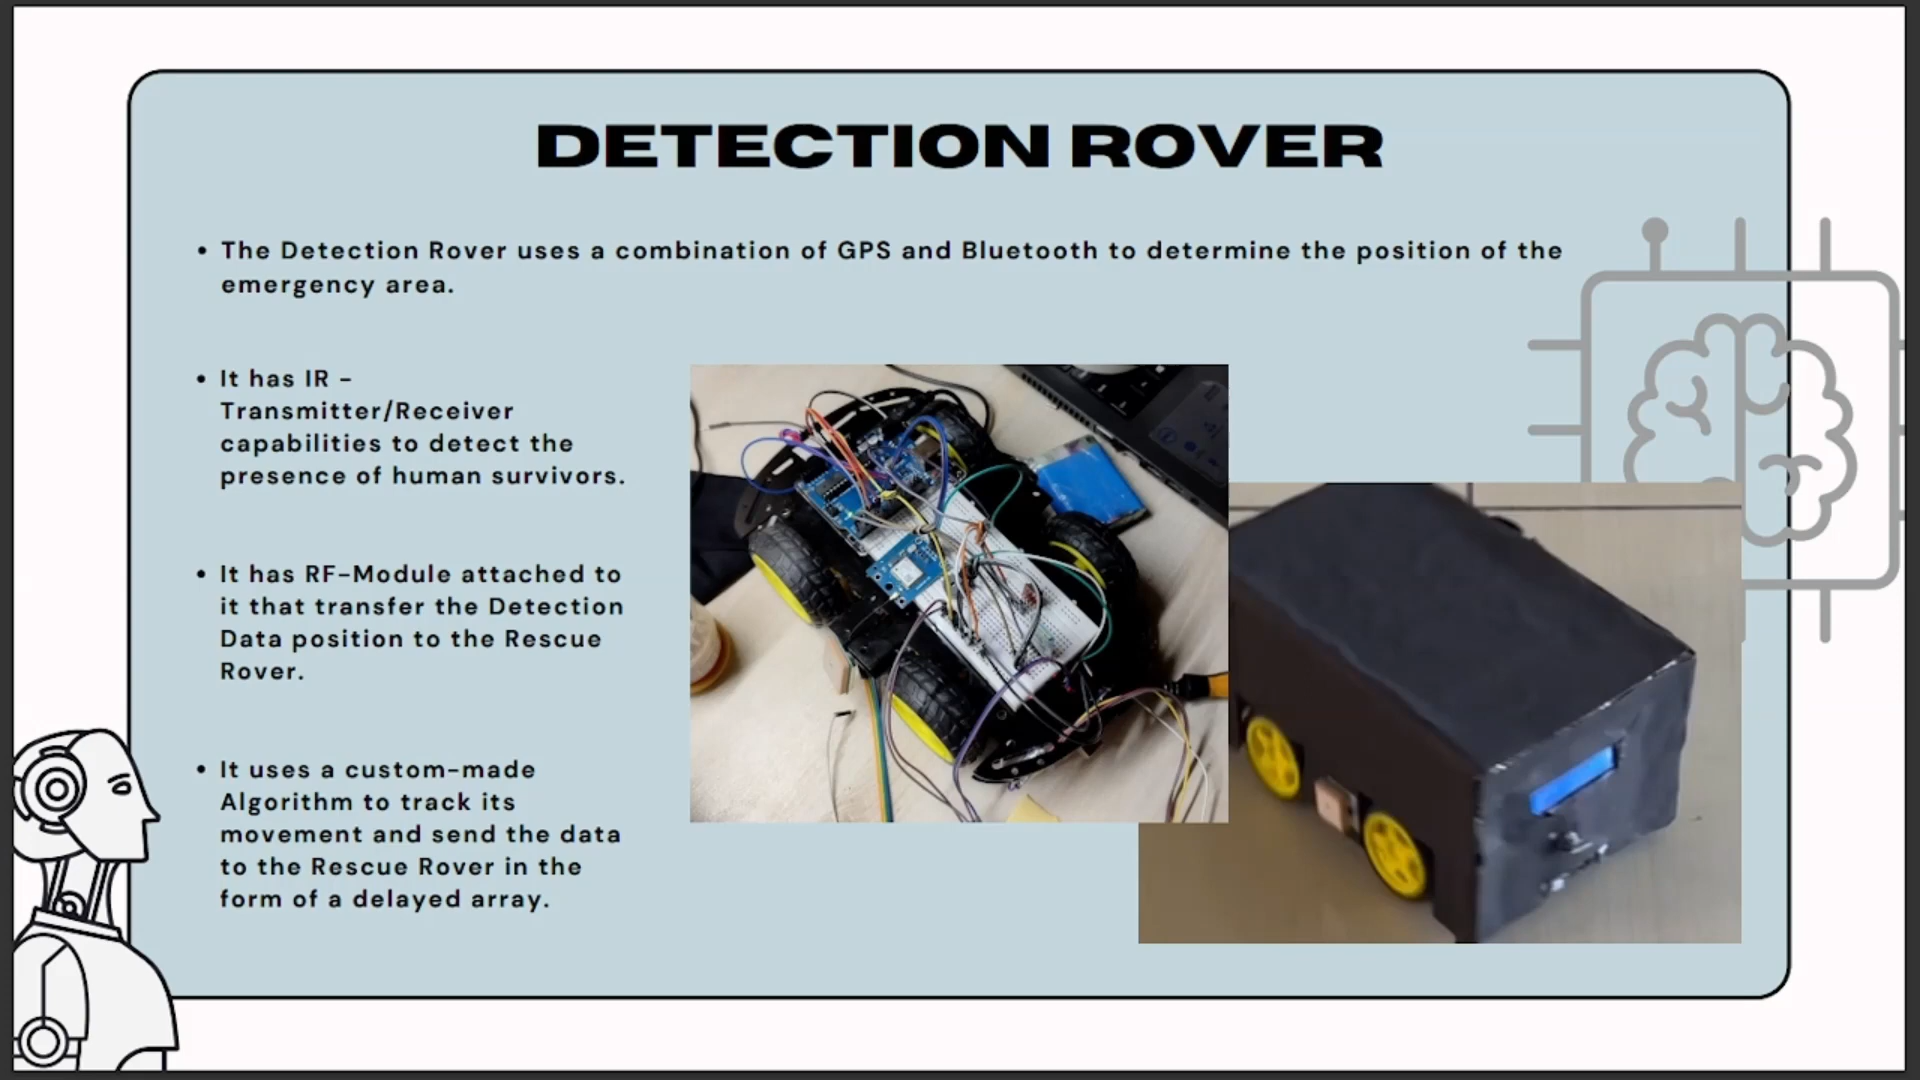 DETECTION ROVER
• The Detection Rover uses a combination of GPS and Bluetooth to determine the position of the
emergency area.
• It has IR -
Transmitter/Receiver
capabilities to detect the
presence of human survivors.
• It has RF-Module attached to
it that transfer the Detection
Data position to the Rescue
Rover.
• It uses a custom-made
Algorithm to track its
movement and send the data
to the Rescue Rover in the
form of a delayed array.